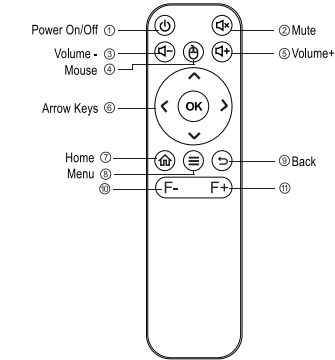 Power On/Off ①
② Mute
Volume - ③
⑤ Volume+
Mouse ④
Arrow Keys ⑥
OK
Home ⑦
⑨ Back
Menu ⑧
⑩
F-
F+
⑪